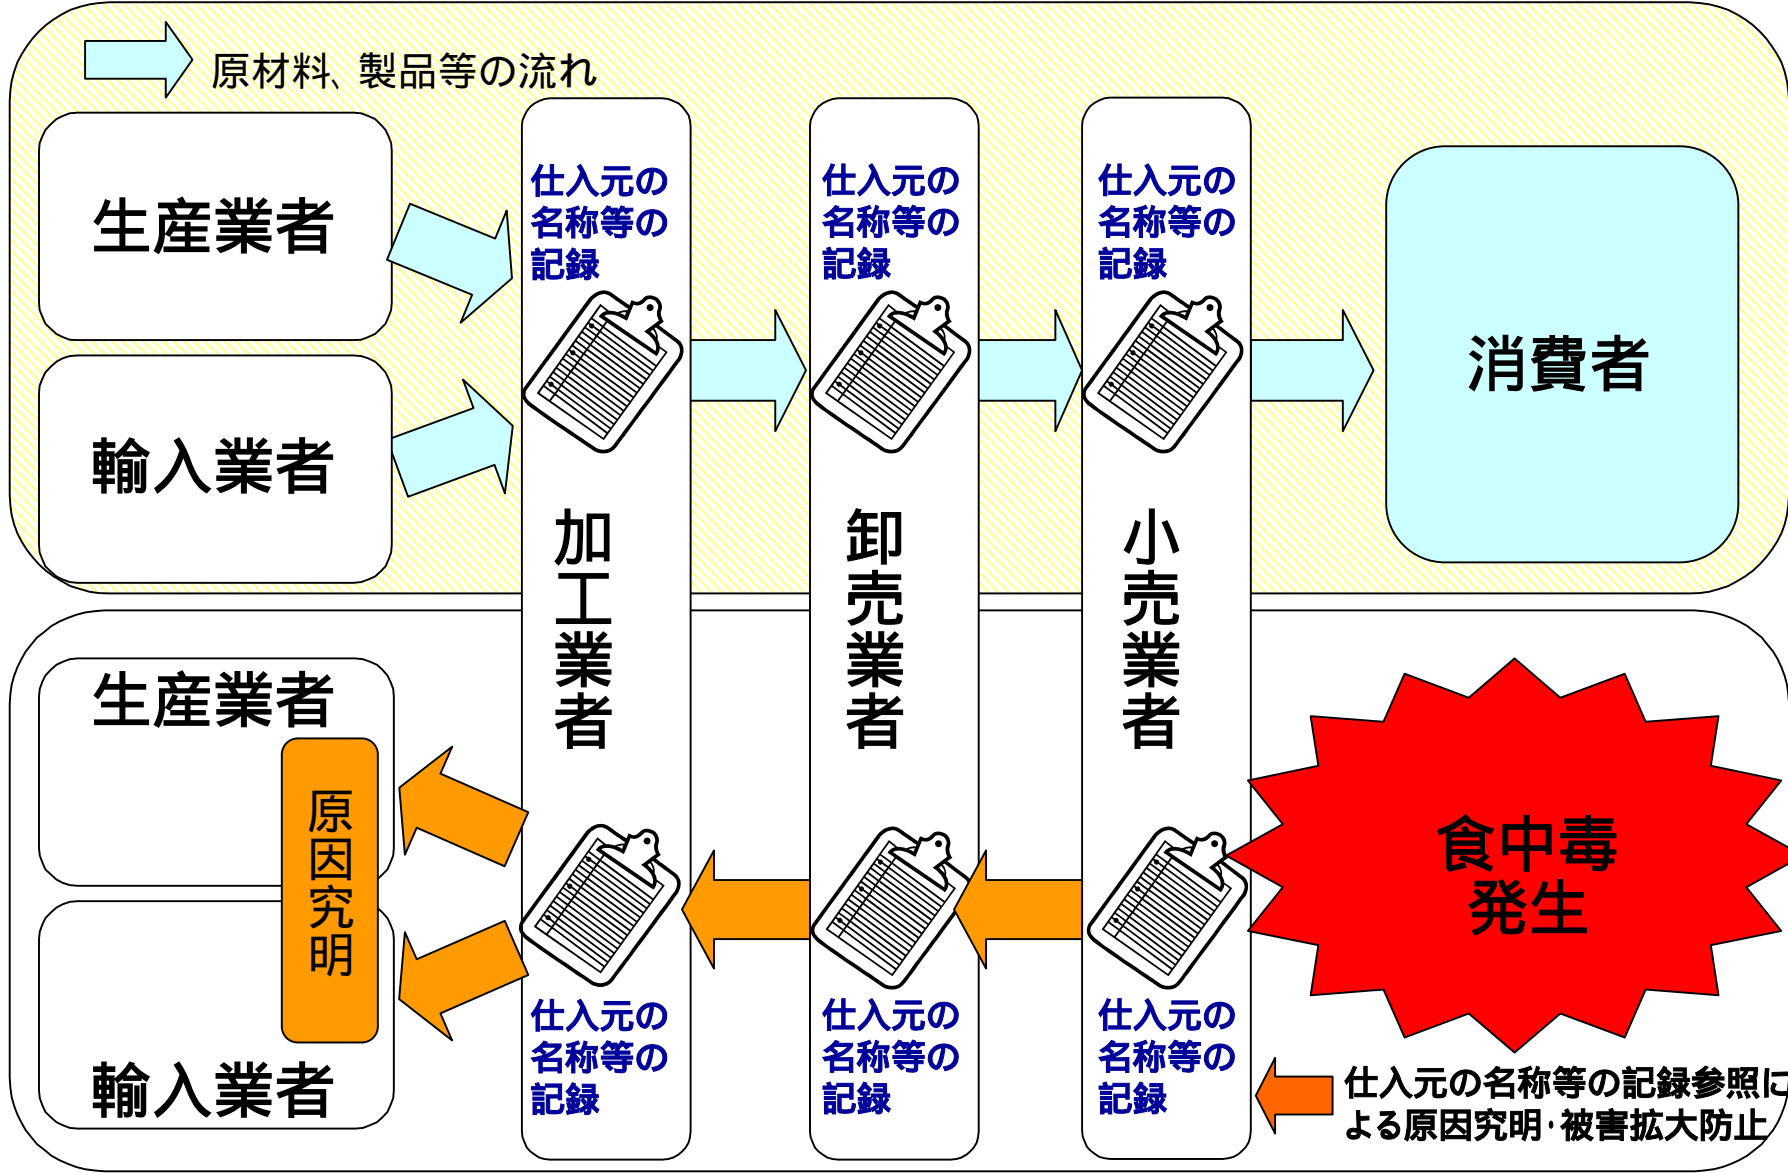 原材料、製品等の流れ
生産業者
輸入業者
仕入元の
名称等の
記録
仕入元の
名称等の
記録
仕入元の
名称等の
記録
消費者
加工業者
卸売業者
小売業者
生産業者
原因究明
輸入業者
食中毒
発生
仕入元の
名称等の
記録
仕入元の
名称等の
記録
仕入元の
名称等の
記録
仕入元の名称等の記録参照に
よる原因究明・被害拡大防止